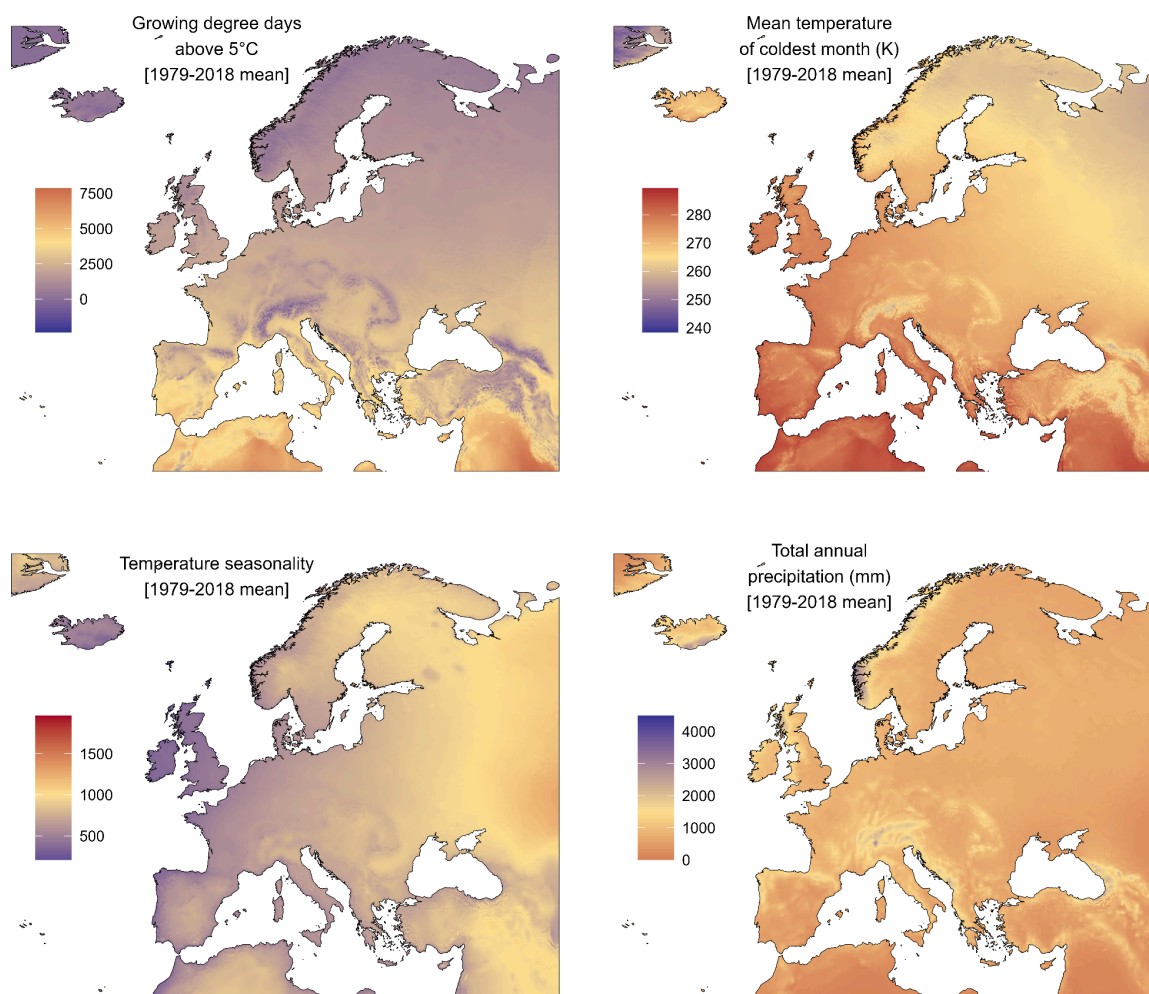 Growing degree days
above 5°C
[1979-2018 mean]
7500
5000
2500
0
Mean temperature
of coldest month (K)
[1979-2018 mean]
280
270
260
250
240
Temperature seasonality
[1979-2018 mean]
1500
1000
500
Total annual
precipitation (mm)
[1979-2018 mean]
4000
3000
2000
1000
0